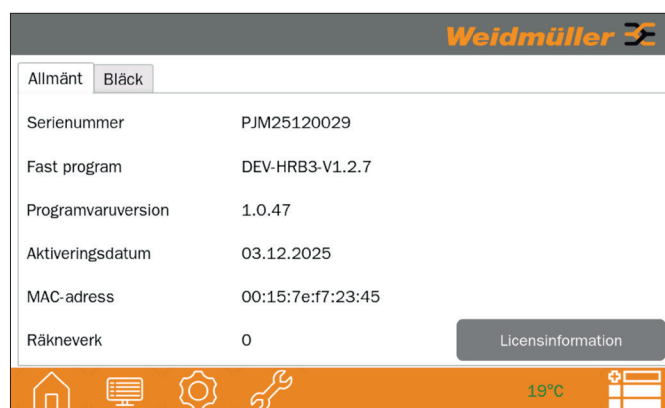 Weidmüller
Allmänt Bläck
Serienummer PJM25120029
Fast program DEV-HRB3-V1.2.7
Programvaruversion 1.0.47
Aktiveringsdatum 03.12.2025
MAC-adress 00:15:7e:f7:23:45
Räkneverk 0 Licensinformation
19°C